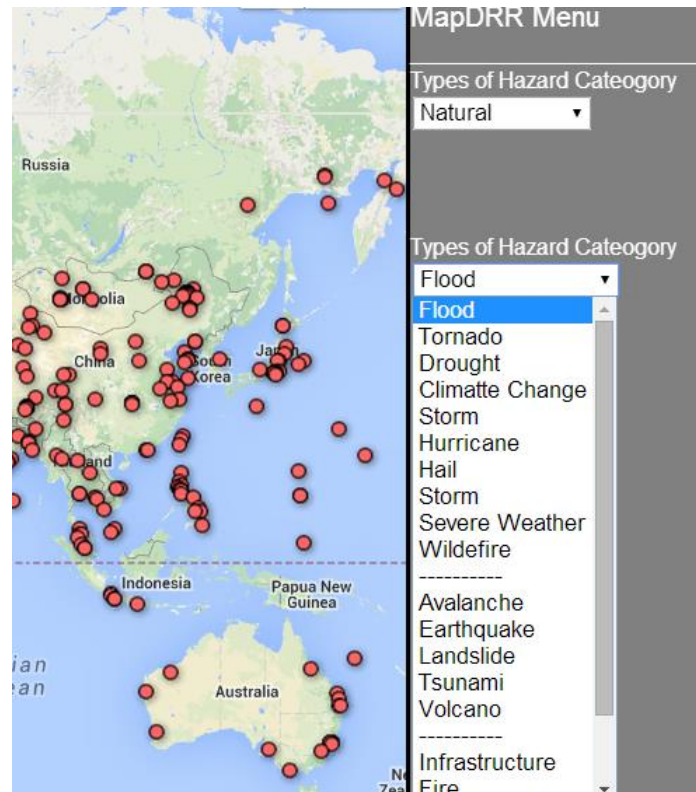 MapDRR Menu
Types of Hazard Cateogory
Natural
Types of Hazard Cateogory
Flood
Flood
Tornado
Drought
Climatte Change
Storm
Hurricane
Hail
Storm
Severe Weather
Wildefire
----------
Avalanche
Earthquake
Landslide
Tsunami
Volcano
----------
Infrastructure
Fire
Russia
China
South
Korea
Indonesia
Papua New
Guinea
Australia